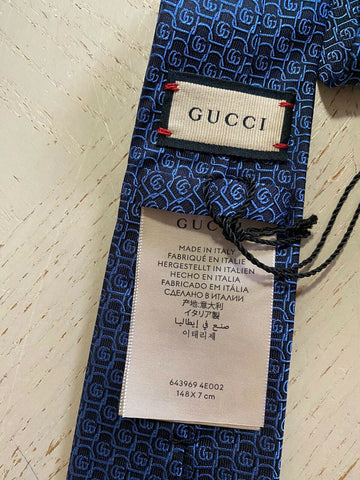 GUCCI
GUCCI
MADE IN ITALY
FABRIQUÉ EN ITALIE
HERGESTELLT IN ITALIEN
HECHO EN ITALIA
FABRICADO EM ITÁLIA
СДЕЛАНО В ИТАЛИИ
产地:意大利
イタリア製
صنع في إيطاليا
이태리제
643969 4E002
148 X 7 cm